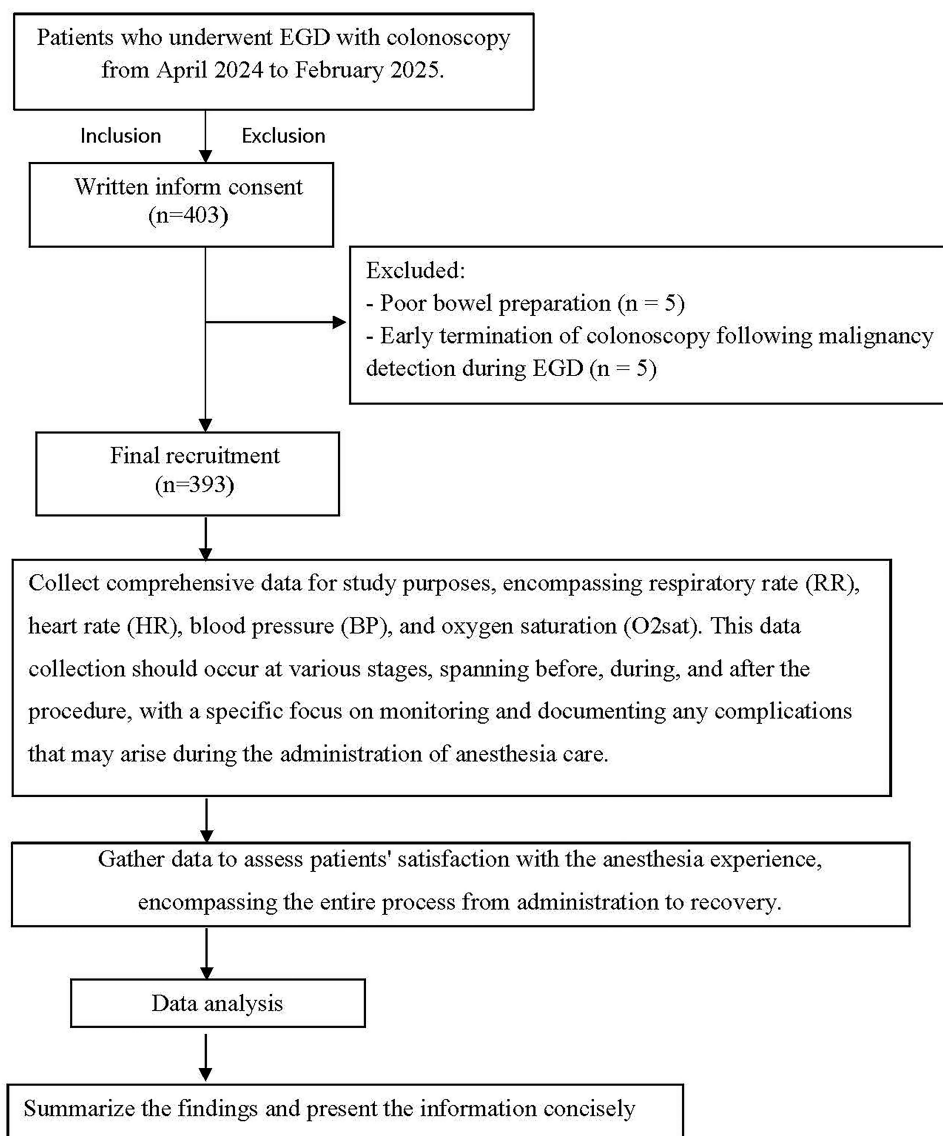 Patients who underwent EGD with colonoscopy
from April 2024 to February 2025.
Inclusion
Exclusion
Written inform consent
(n=403)
Excluded:
- Poor bowel preparation (n = 5)
- Early termination of colonoscopy following malignancy
detection during EGD (n = 5)
Final recruitment
(n=393)
Collect comprehensive data for study purposes, encompassing respiratory rate (RR),
heart rate (HR), blood pressure (BP), and oxygen saturation (O2sat). This data
collection should occur at various stages, spanning before, during, and after the
procedure, with a specific focus on monitoring and documenting any complications
that may arise during the administration of anesthesia care.
Gather data to assess patients' satisfaction with the anesthesia experience,
encompassing the entire process from administration to recovery.
Data analysis
Summarize the findings and present the information concisely